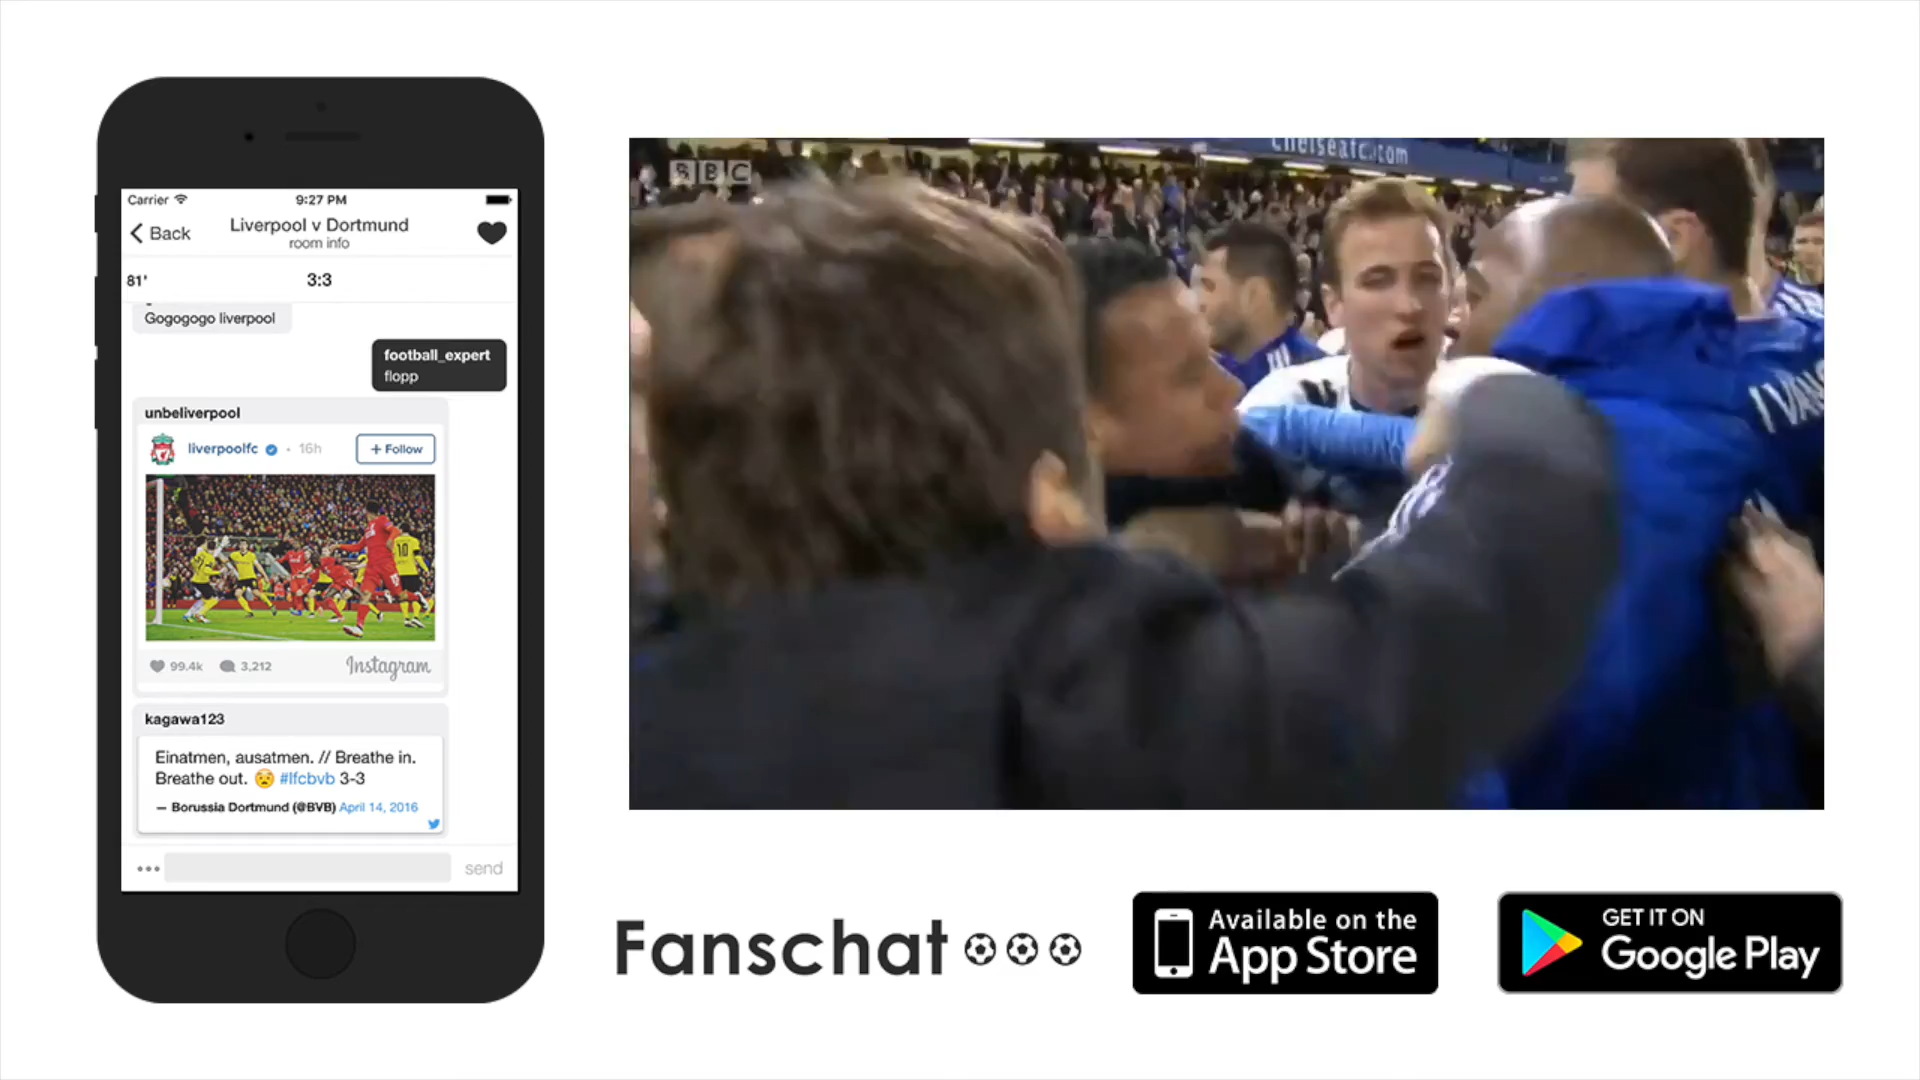 Carrier
9:27 PM
Back
Liverpool v Dortmund
room info
81'
3:3
Gogogogo liverpool
football_expert
flopp
unbeliverpool
liverpoolfc • 16h
+ Follow
99.4k
3,212
Instagram
kagawa123
Einatmen, ausatmen. // Breathe in.
Breathe out. 😟 #lfcbvb 3-3
— Borussia Dortmund (@BVB) April 14, 2016
••• send
BBC
chelseafc.com
Fanschat
Available on the
App Store
GET IT ON
Google Play